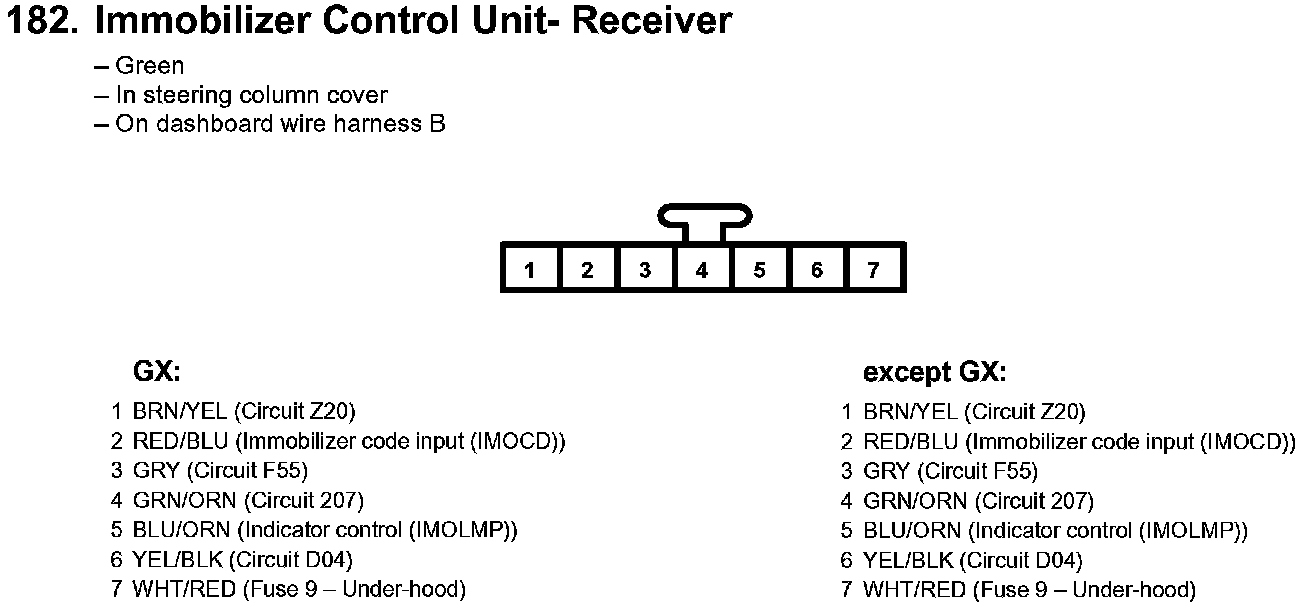 182. Immobilizer Control Unit- Receiver
– Green
– In steering column cover
– On dashboard wire harness B
1 2 3 4 5 6 7
GX:
1 BRN/YEL (Circuit Z20)
2 RED/BLU (Immobilizer code input (IMOCD))
3 GRY (Circuit F55)
4 GRN/ORN (Circuit 207)
5 BLU/ORN (Indicator control (IMOLMP))
6 YEL/BLK (Circuit D04)
7 WHT/RED (Fuse 9 – Under-hood)
except GX:
1 BRN/YEL (Circuit Z20)
2 RED/BLU (Immobilizer code input (IMOCD))
3 GRY (Circuit F55)
4 GRN/ORN (Circuit 207)
5 BLU/ORN (Indicator control (IMOLMP))
6 YEL/BLK (Circuit D04)
7 WHT/RED (Fuse 9 – Under-hood)